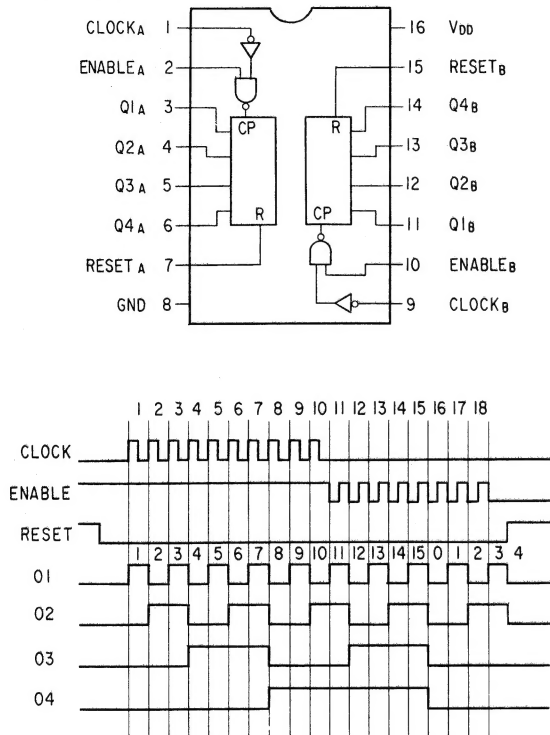 CLOCKA 1 16 VDD
ENABLEA 2 15 RESETB
Q1A 3 14 Q4B
CP R
Q2A 4 13 Q3B
Q3A 5 12 Q2B
R CP
Q4A 6 11 Q1B
RESETA 7 10 ENABLEB
GND 8 9 CLOCKB
1 2 3 4 5 6 7 8 9 10 11 12 13 14 15 16 17 18
CLOCK
ENABLE
RESET
1 2 3 4 5 6 7 8 9 10 11 12 13 14 15 0 1 2 3 4
O1
O2
O3
O4